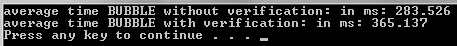 average time BUBBLE without verification: in ms: 283.526
average time BUBBLE with verification: in ms: 365.137
Press any key to continue . . .